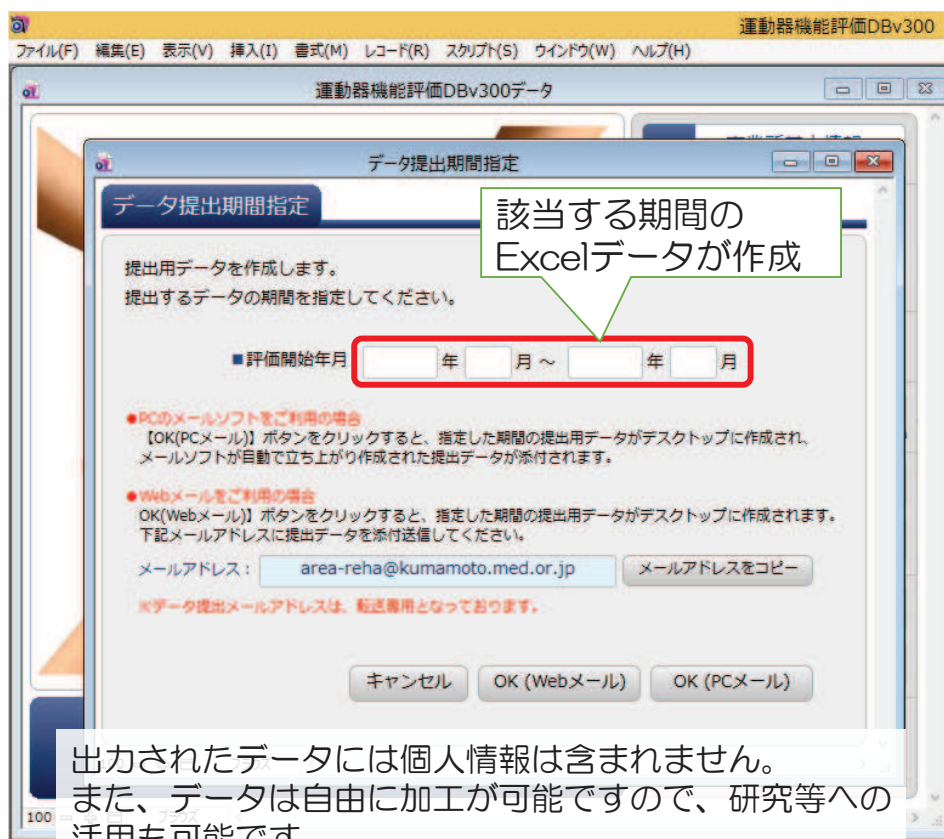 運動器機能評価DBv300
ファイル(F) 編集(E) 表示(V) 挿入(I) 書式(M) レコード(R) スクリプト(S) ウインドウ(W) ヘルプ(H)
運動器機能評価DBv300データ
データ提出期間指定
データ提出期間指定
該当する期間の
Excelデータが作成
提出用データを作成します。
提出するデータの期間を指定してください。
■評価開始年月 年 月 ～ 年 月
●PCのメールソフトをご利用の場合
【OK(PCメール)】ボタンをクリックすると、指定した期間の提出用データがデスクトップに作成され、
メールソフトが自動で立ち上がり作成された提出データが添付されます。
●Webメールをご利用の場合
OK(Webメール)】ボタンをクリックすると、指定した期間の提出用データがデスクトップに作成されます。
下記メールアドレスに提出データを添付送信してください。
メールアドレス： area-reha@kumamoto.med.or.jp メールアドレスをコピー
※データ提出メールアドレスは、転送専用となっております。
キャンセル OK (Webメール) OK (PCメール)
出力されたデータには個人情報は含まれません。
また、データは自由に加工が可能ですので、研究等への
活用も可能です
100 ブラウズ